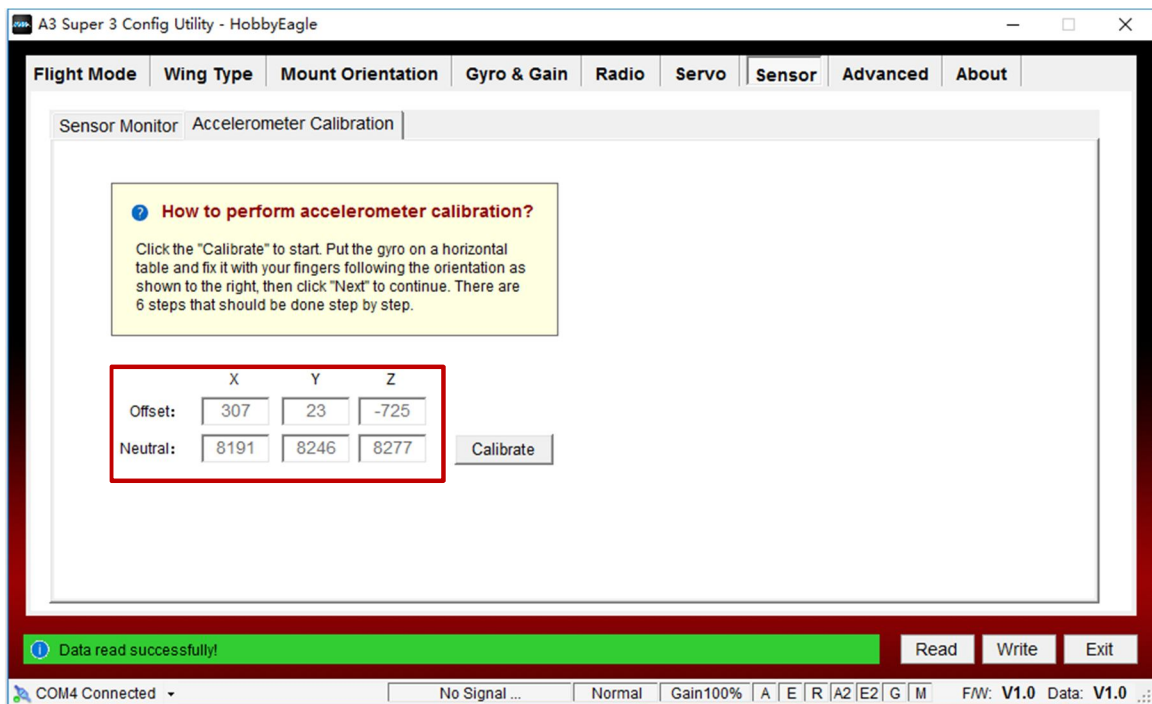 A3 Super 3 Config Utility - HobbyEagle
Flight Mode Wing Type Mount Orientation Gyro & Gain Radio Servo Sensor Advanced About
Sensor Monitor Accelerometer Calibration
How to perform accelerometer calibration?
Click the "Calibrate" to start. Put the gyro on a horizontal
table and fix it with your fingers following the orientation as
shown to the right, then click "Next" to continue. There are
6 steps that should be done step by step.
X Y Z
Offset: 307 23 -725
Neutral: 8191 8246 8277 Calibrate
Data read successfully! Read Write Exit
COM4 Connected No Signal ... Normal Gain100% A E R A2 E2 G M F/W: V1.0 Data: V1.0